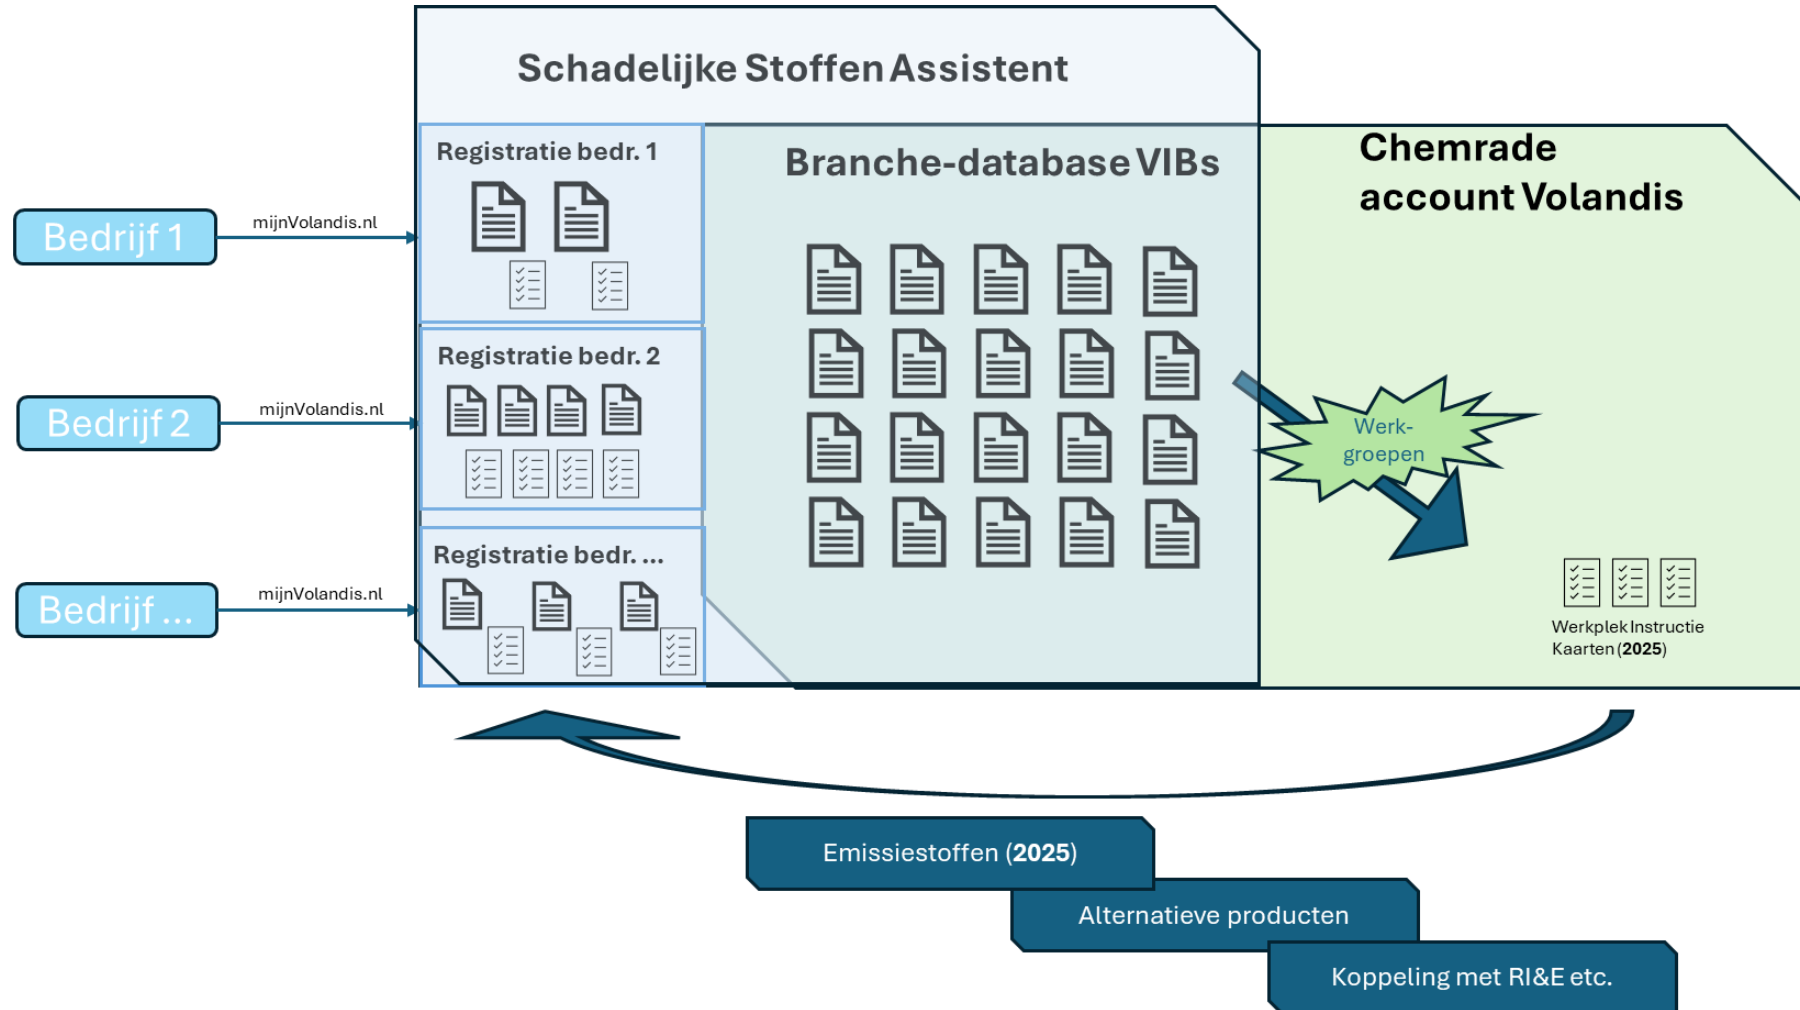 Schadelijke Stoffen Assistent
Registratie bedr. 1
Branche-database VIBs
Chemrade
account Volandis
Bedrijf 1
mijnVolandis.nl
Registratie bedr. 2
Bedrijf 2
mijnVolandis.nl
Werk-
groepen
Registratie bedr. ...
Bedrijf ...
mijnVolandis.nl
Werkplek Instructie
Kaarten (2025)
Emissiestoffen (2025)
Alternatieve producten
Koppeling met RI&E etc.